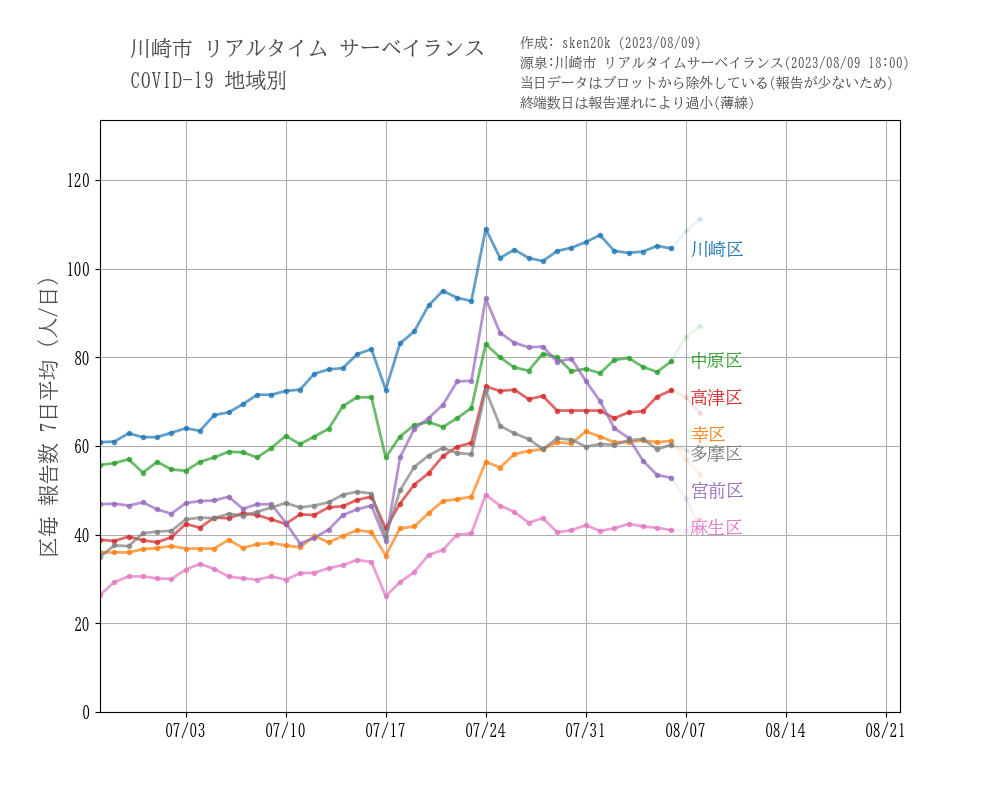 川崎市 リアルタイム サーベイランス
COVID-19 地域別
作成: sken20k (2023/08/09)
源泉:川崎市 リアルタイムサーベイランス(2023/08/09 18:00)
当日データはプロットから除外している(報告が少ないため)
終端数日は報告遅れにより過小(薄線)
区毎 報告数 7日平均 (人/日)
120
100
80
60
40
20
0
川崎区
中原区
高津区
幸区
多摩区
宮前区
麻生区
07/03
07/10
07/17
07/24
07/31
08/07
08/14
08/21